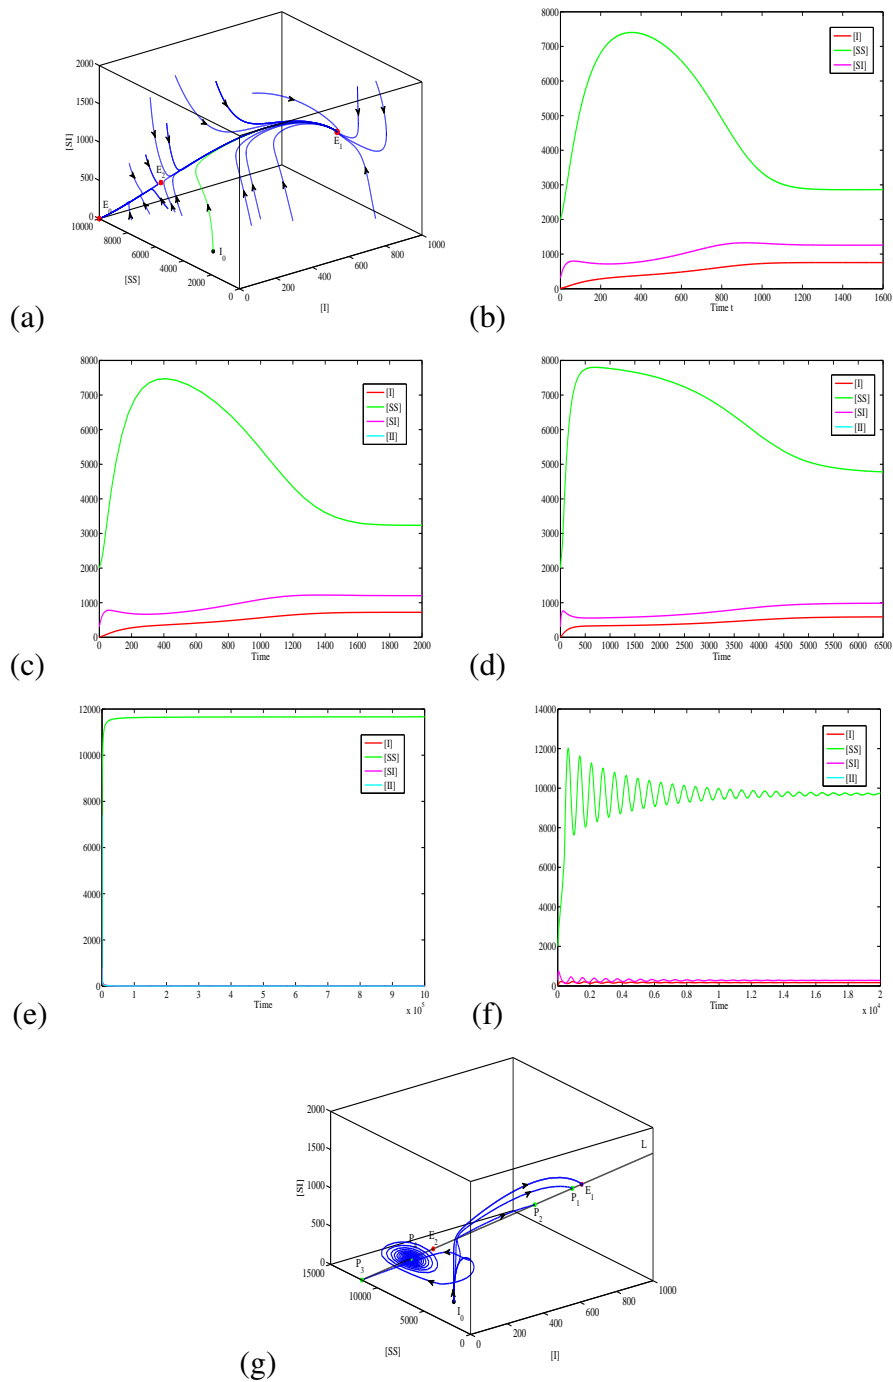 2000
1500
1000
500
0
[SI]
10000
8000
6000
4000
2000
0
[SS]
0
200
400
600
800
1000
[I]
E0
E2
E1
I0
(a)
8000
7000
6000
5000
4000
3000
2000
1000
0
[I]
[SS]
[SI]
0 200 400 600 800 1000 1200 1400 1600
Time t
(b)
8000
7000
6000
5000
4000
3000
2000
1000
0
[I]
[SS]
[SI]
[II]
0 200 400 600 800 1000 1200 1400 1600 1800 2000
Time
(c)
8000
7000
6000
5000
4000
3000
2000
1000
0
[I]
[SS]
[SI]
[II]
0 500 1000 1500 2000 2500 3000 3500 4000 4500 5000 5500 6000 6500
Time
(d)
12000
10000
8000
6000
4000
2000
0
[I]
[SS]
[SI]
[II]
0 1 2 3 4 5 6 7 8 9 10
Time
x 10^5
(e)
14000
12000
10000
8000
6000
4000
2000
0
[I]
[SS]
[SI]
[II]
0 0.2 0.4 0.6 0.8 1 1.2 1.4 1.6 1.8 2
Time
x 10^4
(f)
2000
1500
1000
500
0
[SI]
15000
10000
5000
0
[SS]
0
200
400
600
800
1000
[I]
L
E1
P1
P2
E2
P3
I0
(g)